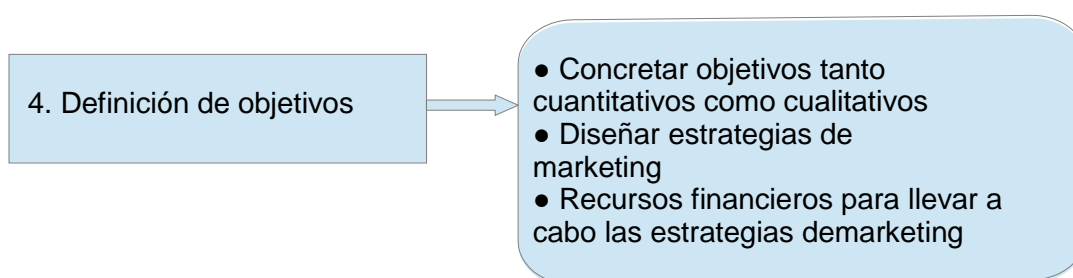 4. Definición de objetivos
● Concretar objetivos tanto
cuantitativos como cualitativos
● Diseñar estrategias de
marketing
● Recursos financieros para llevar a
cabo las estrategias demarketing